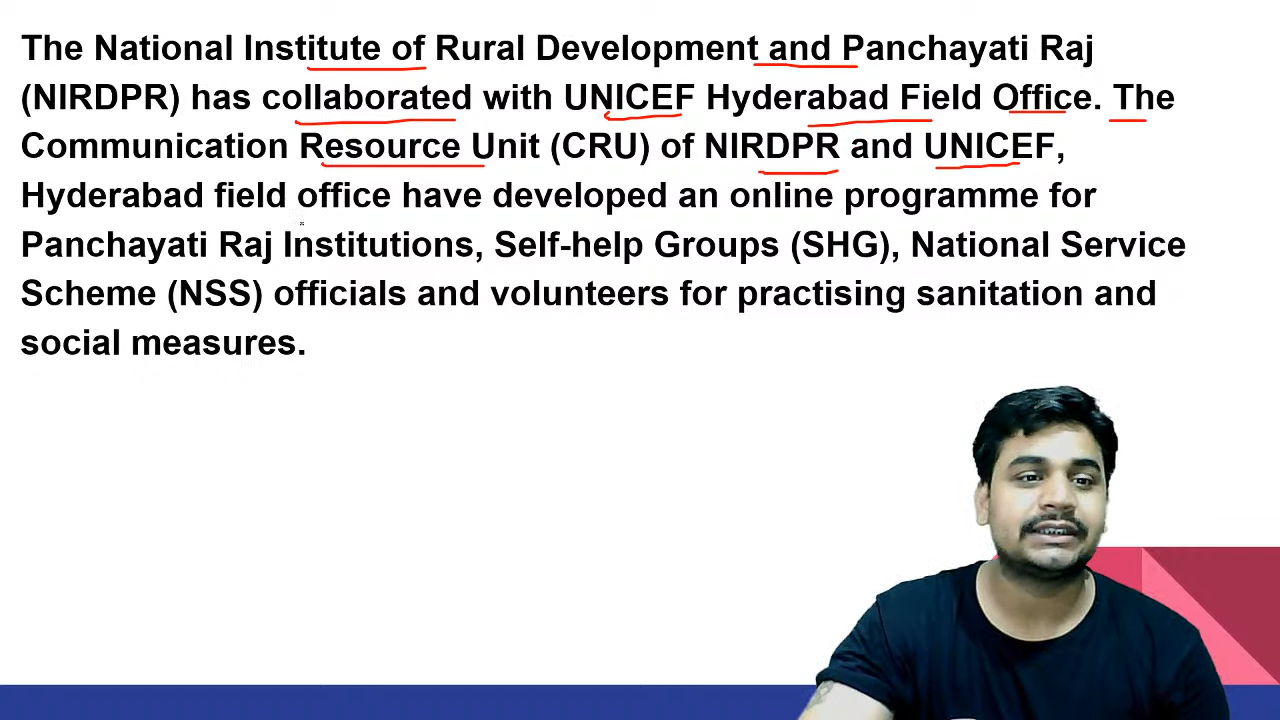 The National Institute of Rural Development and Panchayati Raj
(NIRDPR) has collaborated with UNICEF Hyderabad Field Office. The
Communication Resource Unit (CRU) of NIRDPR and UNICEF,
Hyderabad field office have developed an online programme for
Panchayati Raj Institutions, Self-help Groups (SHG), National Service
Scheme (NSS) officials and volunteers for practising sanitation and
social measures.